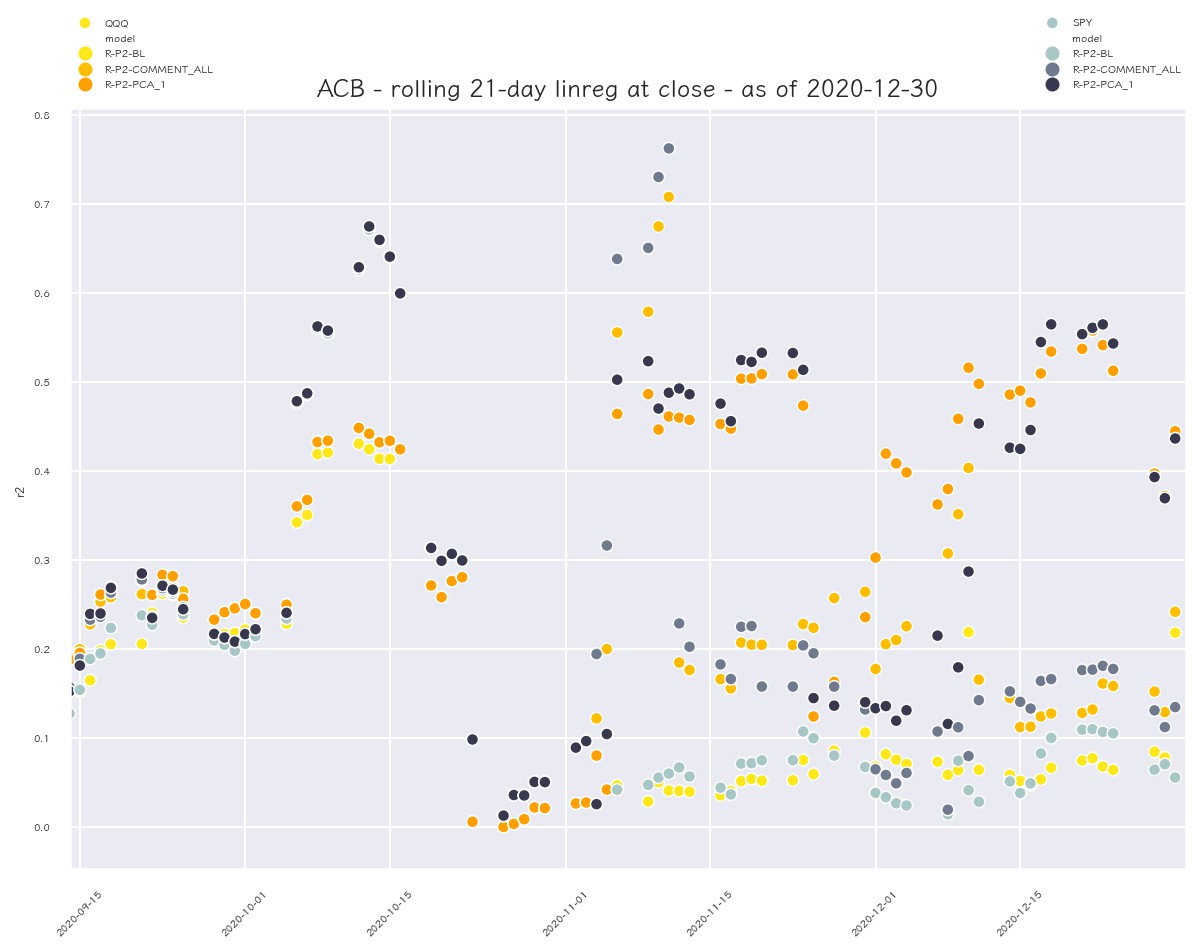 QQQ
model
R-P2-BL
R-P2-COMMENT_ALL
R-P2-PCA_1
SPY
model
R-P2-BL
R-P2-COMMENT_ALL
R-P2-PCA_1
ACB - rolling 21-day linreg at close - as of 2020-12-30
0.8
0.7
0.6
0.5
0.4
0.3
0.2
0.1
0.0
r2
2020-09-15
2020-10-01
2020-10-15
2020-11-01
2020-11-15
2020-12-01
2020-12-15